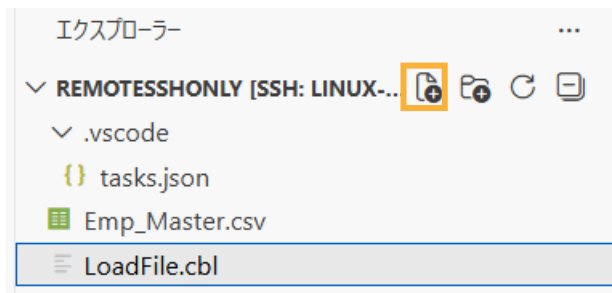 エクスプローラー
REMOTESSHONLY [SSH: LINUX-...
.vscode
{} tasks.json
Emp_Master.csv
LoadFile.cbl